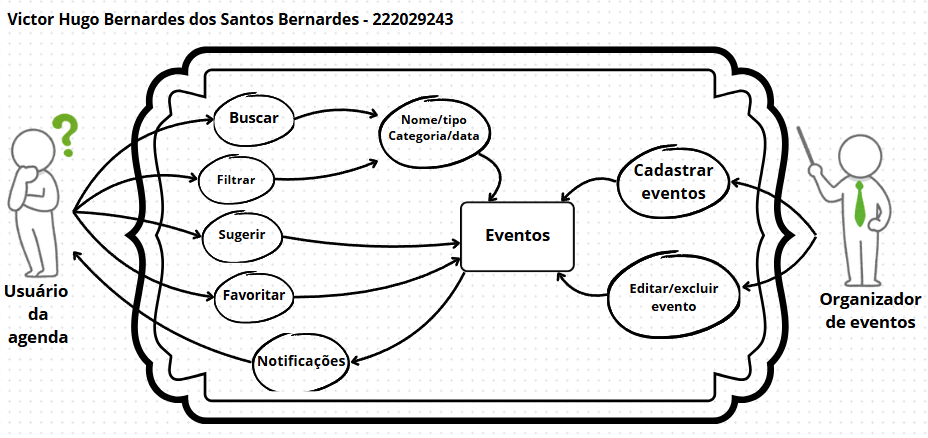 Victor Hugo Bernardes dos Santos Bernardes - 222029243
?
Buscar
Nome/tipo
Categoria/data
Filtrar
Cadastrar
eventos
Sugerir
Eventos
Favoritar
Editar/excluir
evento
Notificações
Usuário
da
agenda
Organizador
de eventos